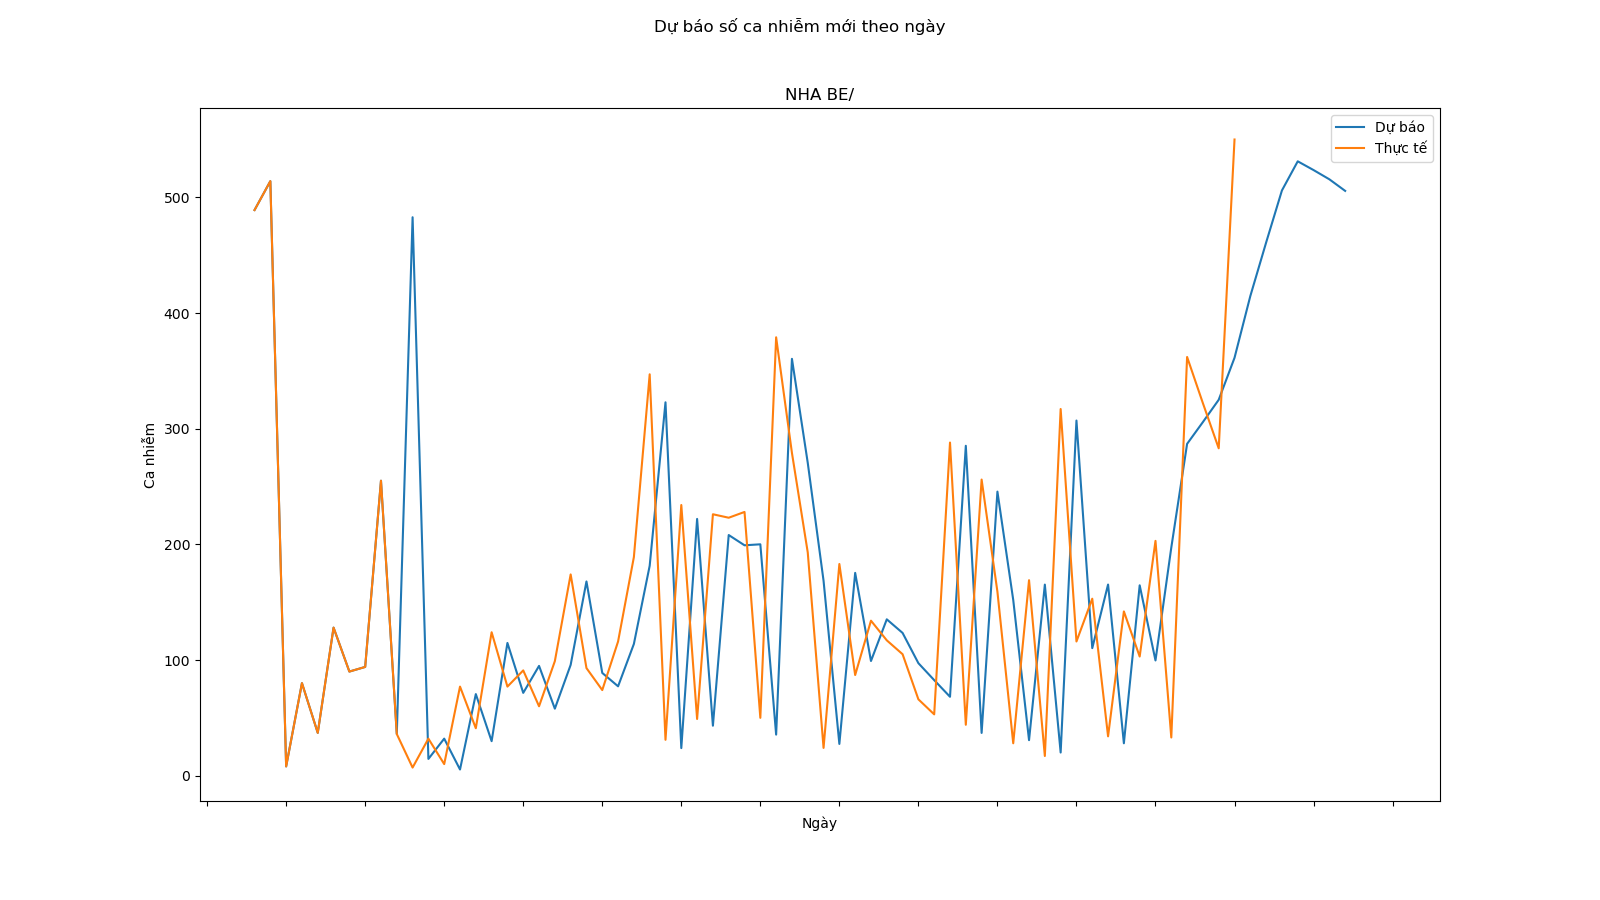 Dự báo số ca nhiễm mới theo ngày
NHA BE/
Dự báo
Thực tế
500
400
300
200
100
0
Ca nhiễm
Ngày